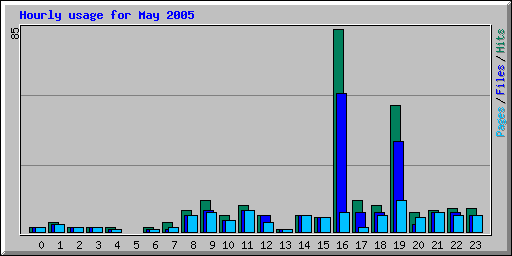 Hourly usage for May 2005
85
Pages / Files / Hits
0 1 2 3 4 5 6 7 8 9 10 11 12 13 14 15 16 17 18 19 20 21 22 23